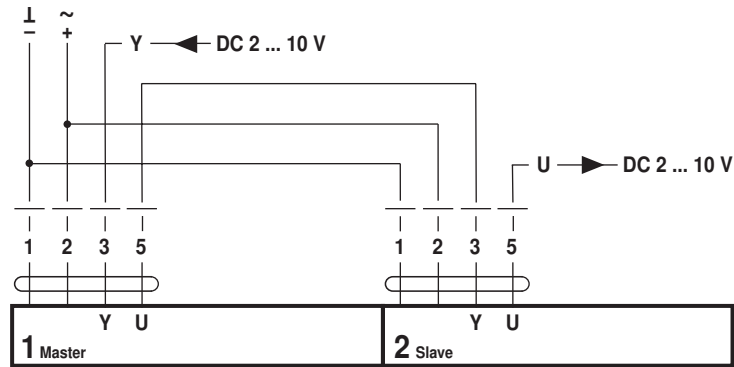 ⊥ ~
− +
Y DC 2 ... 10 V
U DC 2 ... 10 V
1 2 3 5 1 2 3 5
Y U Y U
1 Master 2 Slave